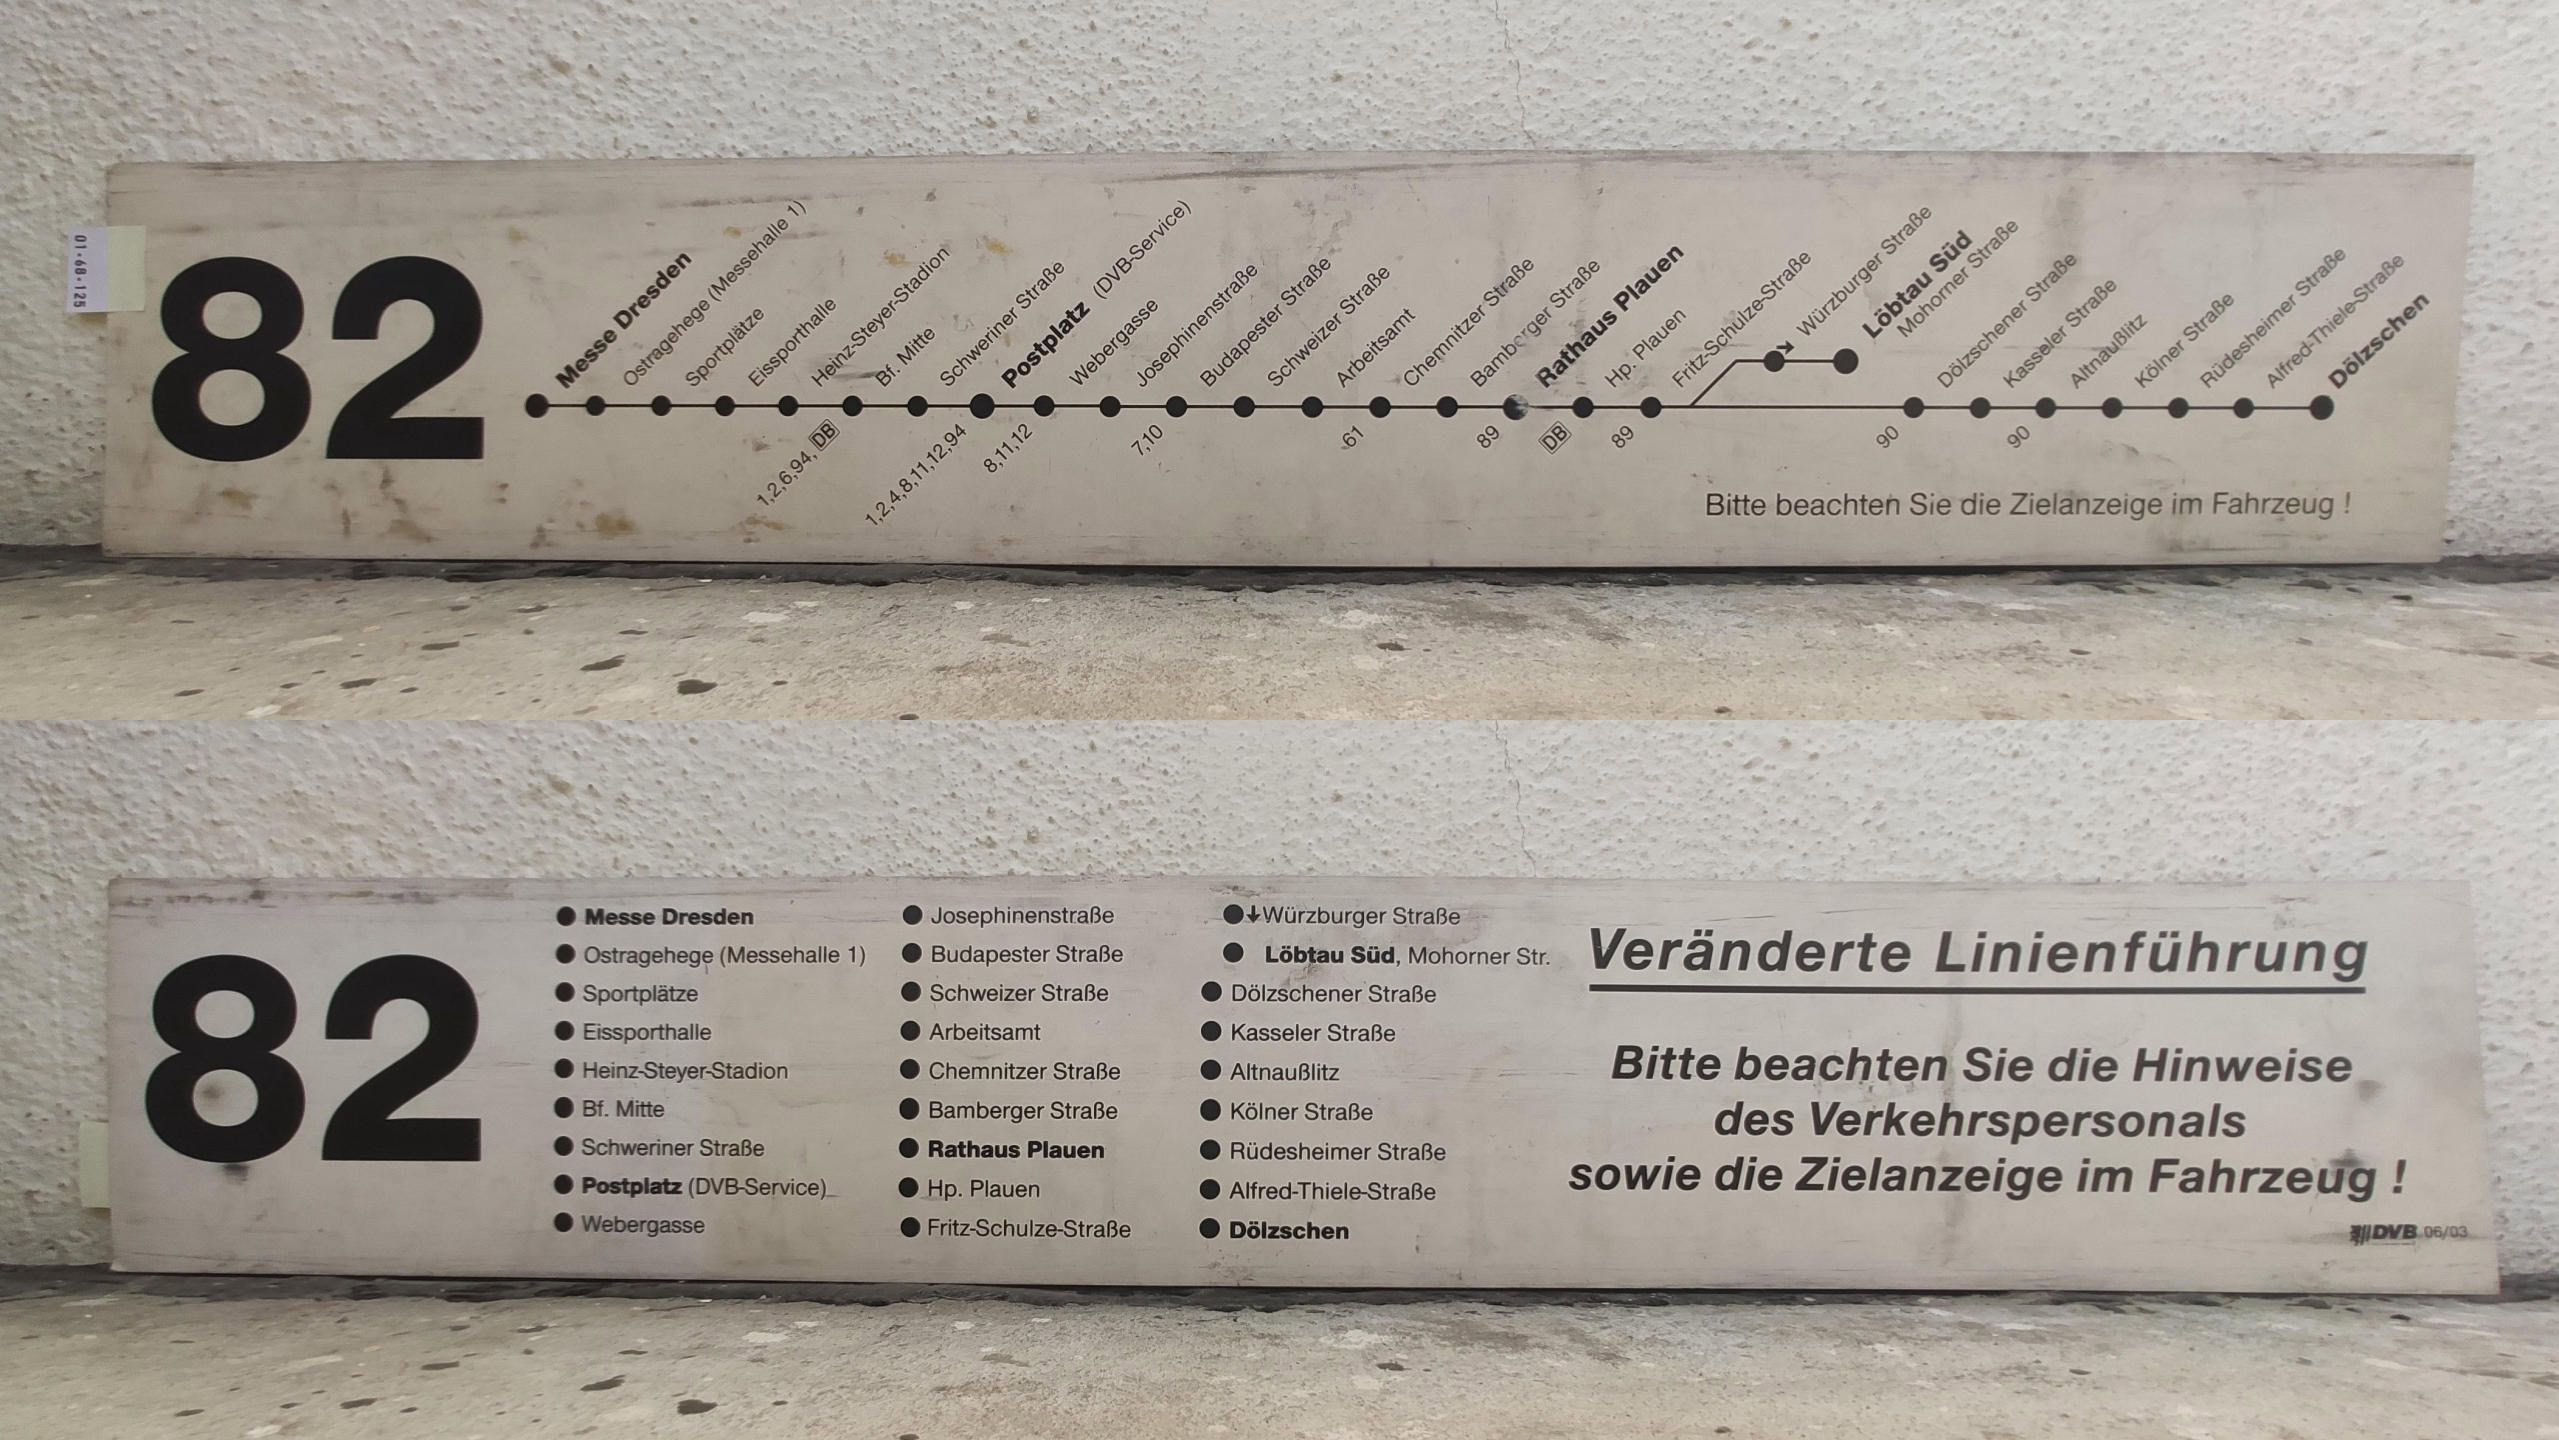 01·68·125
82
Messe Dresden
Ostragehege (Messehalle 1)
Sportplätze
Eissporthalle
Heinz-Steyer-Stadion
Bf. Mitte
Schweriner Straße
Postplatz (DVB-Service)
Webergasse
Josephinenstraße
Budapester Straße
Schweizer Straße
Arbeitsamt
Chemnitzer Straße
Bamberger Straße
Rathaus Plauen
Hp. Plauen
Fritz-Schulze-Straße
Würzburger Straße
Löbtau Süd
Mohorner Straße
Dölzschener Straße
Kasseler Straße
Altnaußlitz
Kölner Straße
Rüdesheimer Straße
Alfred-Thiele-Straße
Dölzschen
1,2,6,94, DB
1,2,4,8,11,12,94
8,11,12
7,10
61
89
DB
89
90
90
Bitte beachten Sie die Zielanzeige im Fahrzeug !
82
Messe Dresden
Ostragehege (Messehalle 1)
Sportplätze
Eissporthalle
Heinz-Steyer-Stadion
Bf. Mitte
Schweriner Straße
Postplatz (DVB-Service)
Webergasse
Josephinenstraße
Budapester Straße
Schweizer Straße
Arbeitsamt
Chemnitzer Straße
Bamberger Straße
Rathaus Plauen
Hp. Plauen
Fritz-Schulze-Straße
Würzburger Straße
Löbtau Süd, Mohorner Str.
Dölzschener Straße
Kasseler Straße
Altnaußlitz
Kölner Straße
Rüdesheimer Straße
Alfred-Thiele-Straße
Dölzschen
Veränderte Linienführung
Bitte beachten Sie die Hinweise
des Verkehrspersonals
sowie die Zielanzeige im Fahrzeug !
DVB 06/03